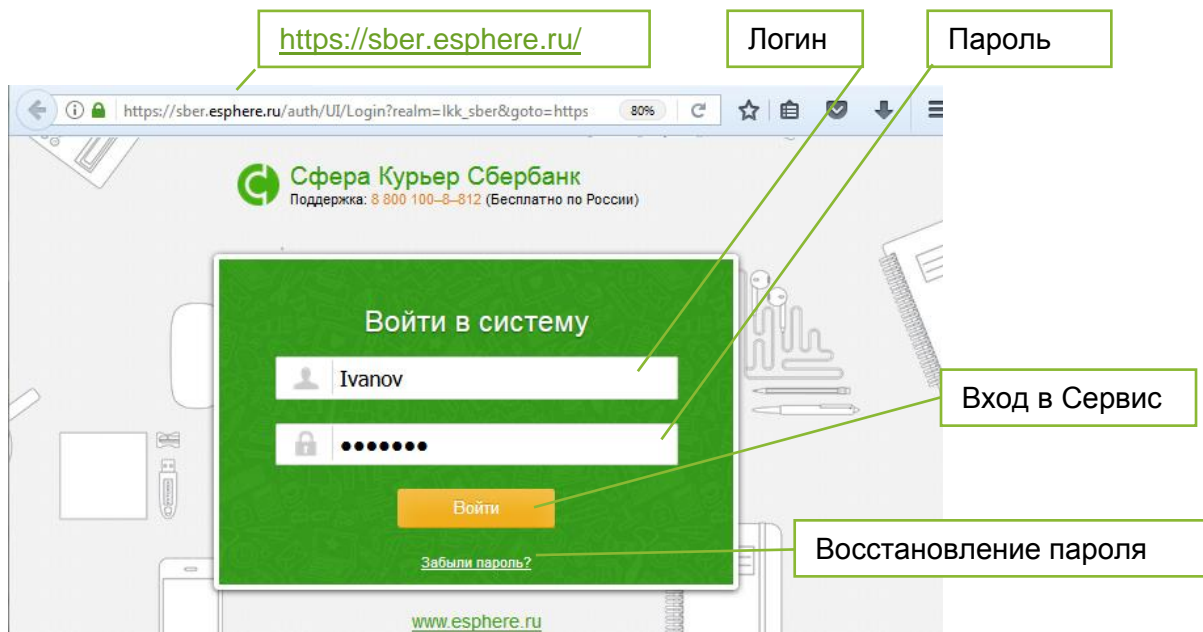 https://sber.esphere.ru/
Логин
Пароль
https://sber.esphere.ru/auth/UI/Login?realm=lkk_sber&goto=https
80%
Сфера Курьер Сбербанк
Поддержка: 8 800 100–8–812 (Бесплатно по России)
Войти в систему
Ivanov
●●●●●●●
Вход в Сервис
Войти
Восстановление пароля
Забыли пароль?
www.esphere.ru